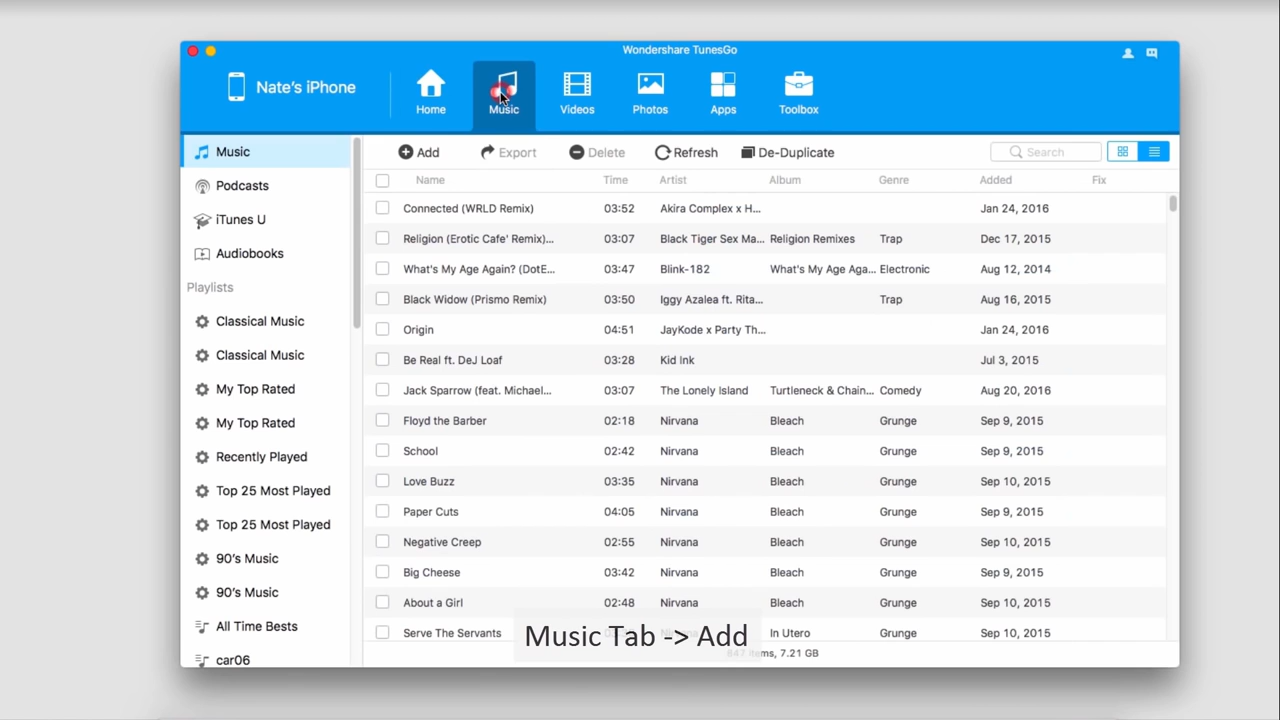 Wondershare TunesGo
Nate's iPhone
Home
Music
Videos
Photos
Apps
Toolbox
Music
Podcasts
iTunes U
Audiobooks
Playlists
Classical Music
Classical Music
My Top Rated
My Top Rated
Recently Played
Top 25 Most Played
Top 25 Most Played
90's Music
90's Music
All Time Bests
car06
Add Export Delete Refresh De-Duplicate Search
Name Time Artist Album Genre Added Fix
Connected (WRLD Remix) 03:52 Akira Complex x H... Jan 24, 2016
Religion (Erotic Cafe' Remix)... 03:07 Black Tiger Sex Ma... Religion Remixes Trap Dec 17, 2015
What's My Age Again? (DotE... 03:47 Blink-182 What's My Age Aga... Electronic Aug 12, 2014
Black Widow (Prismo Remix) 03:50 Iggy Azalea ft. Rita... Trap Aug 16, 2015
Origin 04:51 JayKode x Party Th... Jan 24, 2016
Be Real ft. DeJ Loaf 03:28 Kid Ink Jul 3, 2015
Jack Sparrow (feat. Michael... 03:07 The Lonely Island Turtleneck & Chain... Comedy Aug 20, 2016
Floyd the Barber 02:18 Nirvana Bleach Grunge Sep 9, 2015
School 02:42 Nirvana Bleach Grunge Sep 9, 2015
Love Buzz 03:35 Nirvana Bleach Grunge Sep 10, 2015
Paper Cuts 04:05 Nirvana Bleach Grunge Sep 9, 2015
Negative Creep 02:55 Nirvana Bleach Grunge Sep 10, 2015
Big Cheese 03:42 Nirvana Bleach Grunge Sep 9, 2015
About a Girl 02:48 Nirvana Bleach Grunge Sep 10, 2015
Serve The Servants In Utero Grunge Sep 9, 2015
Music Tab -> Add
847 items, 7.21 GB